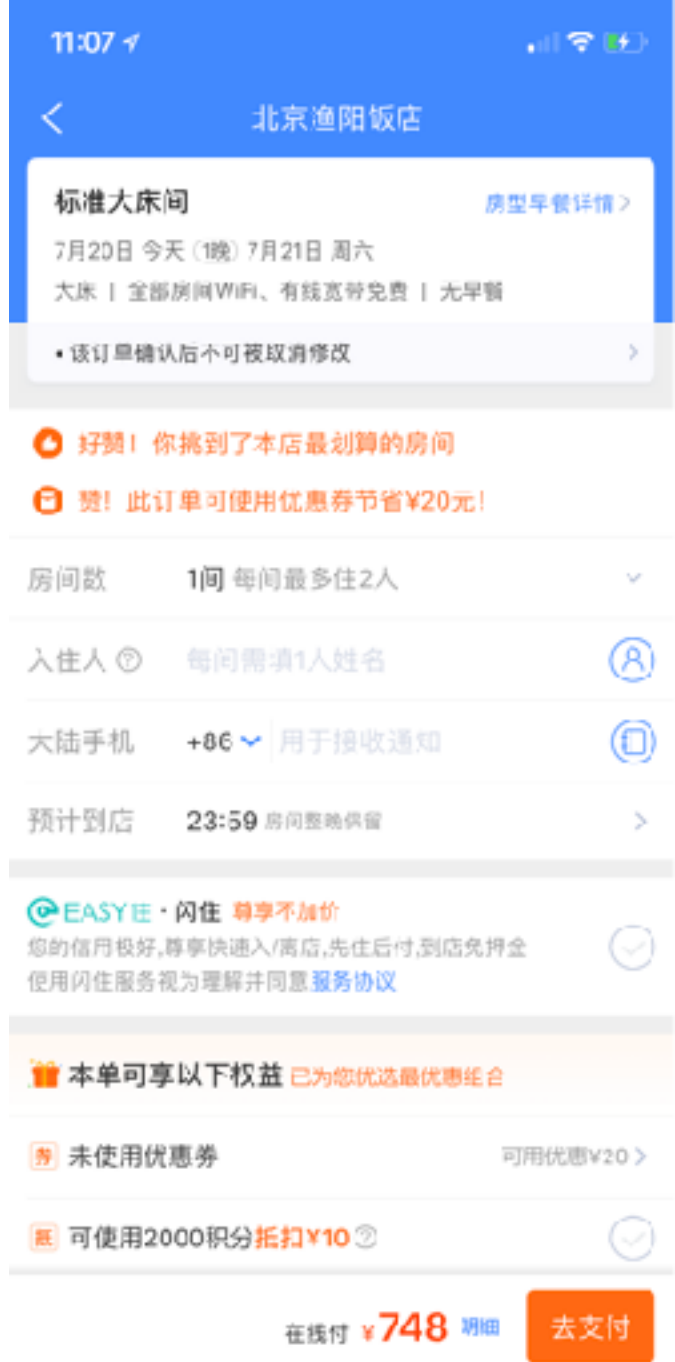 11:07
北京渔阳饭店
标准大床间 房型早餐详情
7月20日 今天 (1晚) 7月21日 周六
大床 | 全部房间WiFi、有线宽带免费 | 无早餐
• 该订单确认后不可被取消修改
好赞! 你挑到了本店最划算的房间
赞! 此订单可使用优惠券节省¥20元!
房间数 1间 每间最多住2人
入住人 每间需填1人姓名
大陆手机 +86 用于接收通知
预计到店 23:59 房间整晚保留
EASY住·闪住 尊享不加价
您的信用极好,尊享快速入/离店,先住后付,到店免押金
使用闪住服务视为理解并同意服务协议
本单可享以下权益 已为您优选最优惠组合
券 未使用优惠券 可用优惠¥20
抵 可使用2000积分抵扣¥10
在线付 ¥748 明细 去支付